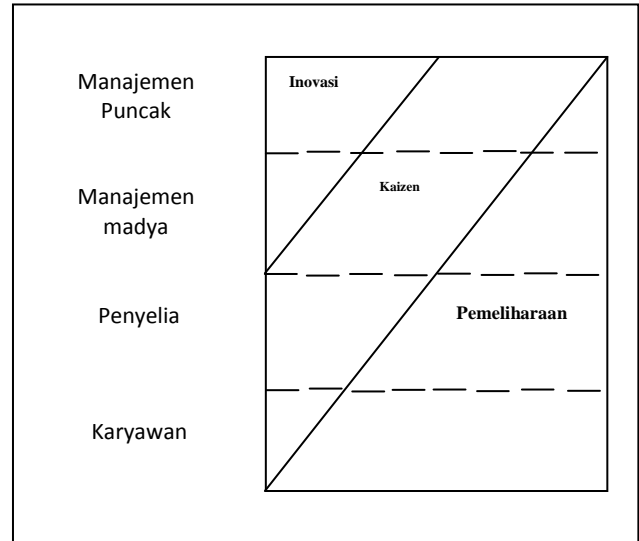 Manajemen
Puncak
Inovasi
Manajemen
madya
Kaizen
Penyelia
Pemeliharaan
Karyawan